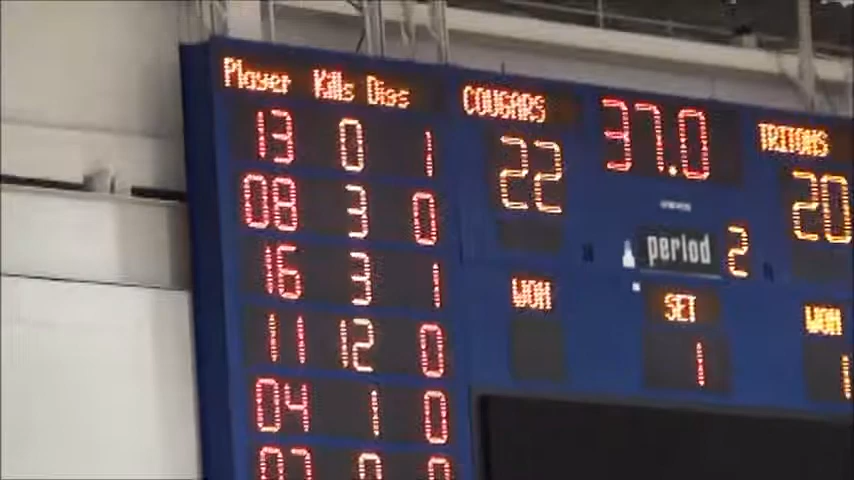 Player Kills Digs
13 0 1
08 3 0
16 3 1
11 12 0
04 1 0
COUGARS 37.0 TRITONS
22 20
period 2
WON SET WON
1 1